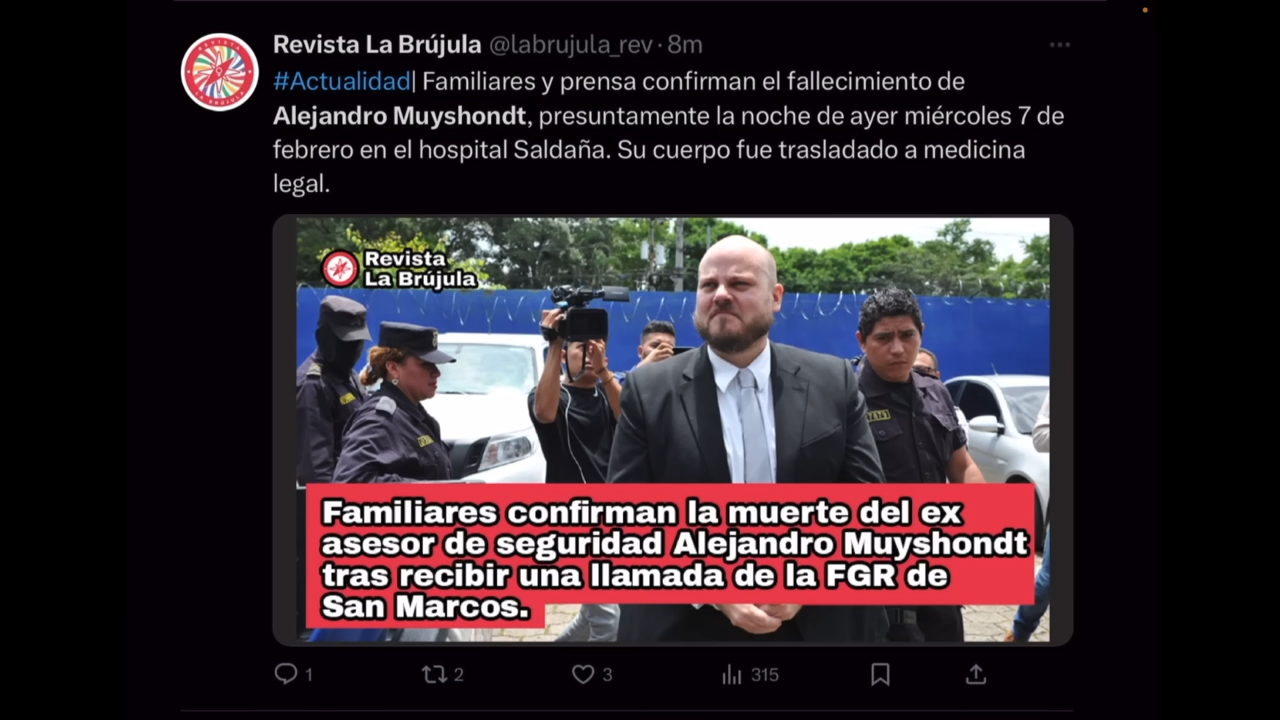 Revista La Brújula @labrujula_rev · 8m
#Actualidad| Familiares y prensa confirman el fallecimiento de
Alejandro Muyshondt, presuntamente la noche de ayer miércoles 7 de
febrero en el hospital Saldaña. Su cuerpo fue trasladado a medicina
legal.
Revista
La Brújula
Familiares confirman la muerte del ex
asesor de seguridad Alejandro Muyshondt
tras recibir una llamada de la FGR de
San Marcos.
1 2 3 315